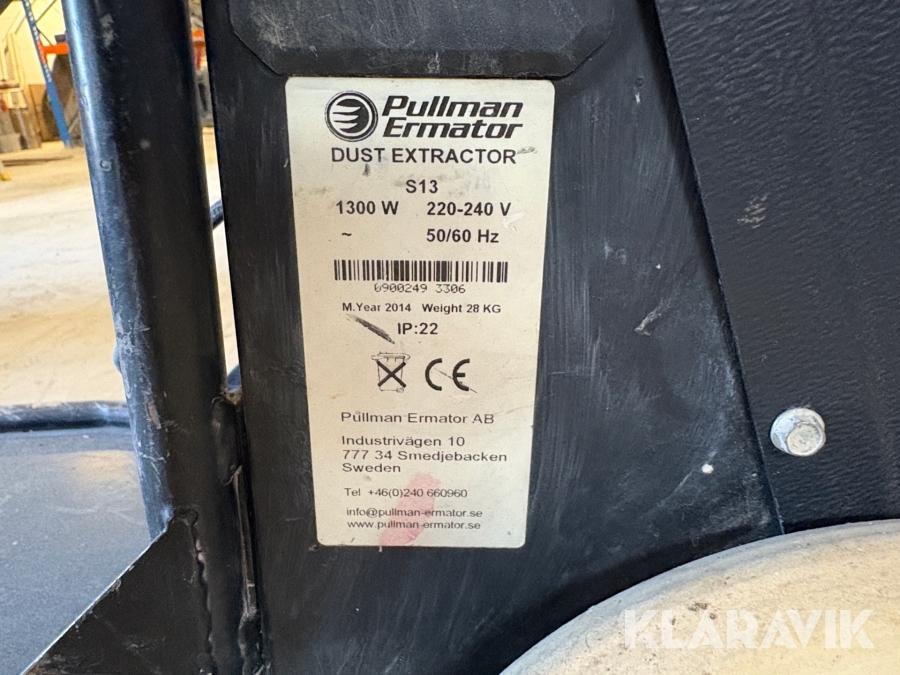 Pullman
Ermator
DUST EXTRACTOR
S13
1300 W 220-240 V
~ 50/60 Hz
0900249 3306
M.Year 2014 Weight 28 KG
IP:22
CE
Pullman Ermator AB
Industrivägen 10
777 34 Smedjebacken
Sweden
Tel +46(0)240 660960
info@pullman-ermator.se
www.pullman-ermator.se
KLARAVIK